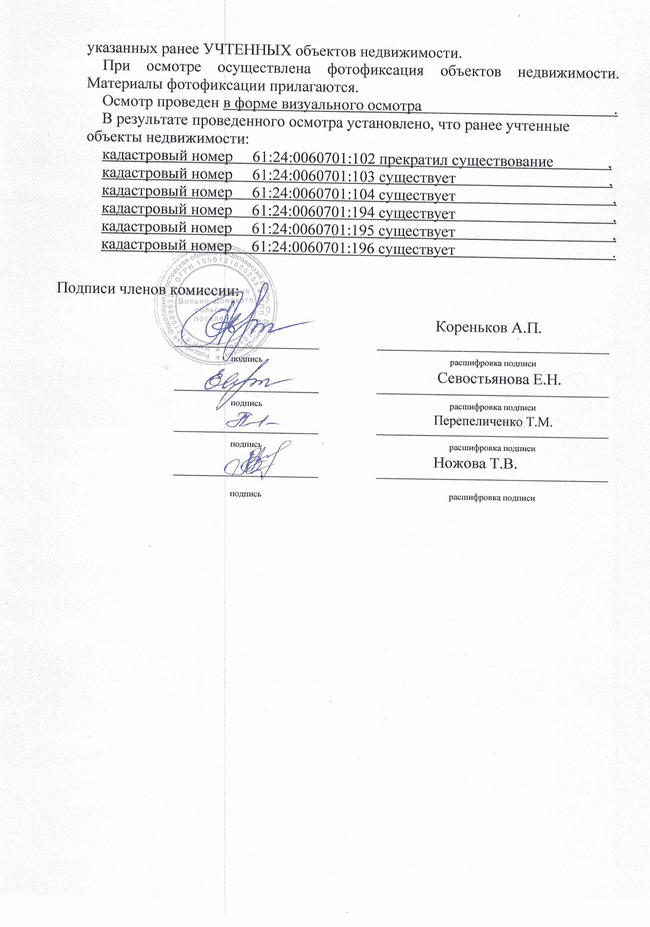 указанных ранее УЧТЕННЫХ объектов недвижимости.
При осмотре осуществлена фотофиксация объектов недвижимости.
Материалы фотофиксации прилагаются.
Осмотр проведен в форме визуального осмотра .
В результате проведенного осмотра установлено, что ранее учтенные
объекты недвижимости:
кадастровый номер 61:24:0060701:102 прекратил существование ,
кадастровый номер 61:24:0060701:103 существует ,
кадастровый номер 61:24:0060701:104 существует ,
кадастровый номер 61:24:0060701:194 существует ,
кадастровый номер 61:24:0060701:195 существует ,
кадастровый номер 61:24:0060701:196 существует .
Подписи членов комиссии:
Вольно-Донского
Кореньков А.П.
подпись расшифровка подписи
Севостьянова Е.Н.
подпись расшифровка подписи
Перепеличенко Т.М.
подпись расшифровка подписи
Ножова Т.В.
подпись расшифровка подписи